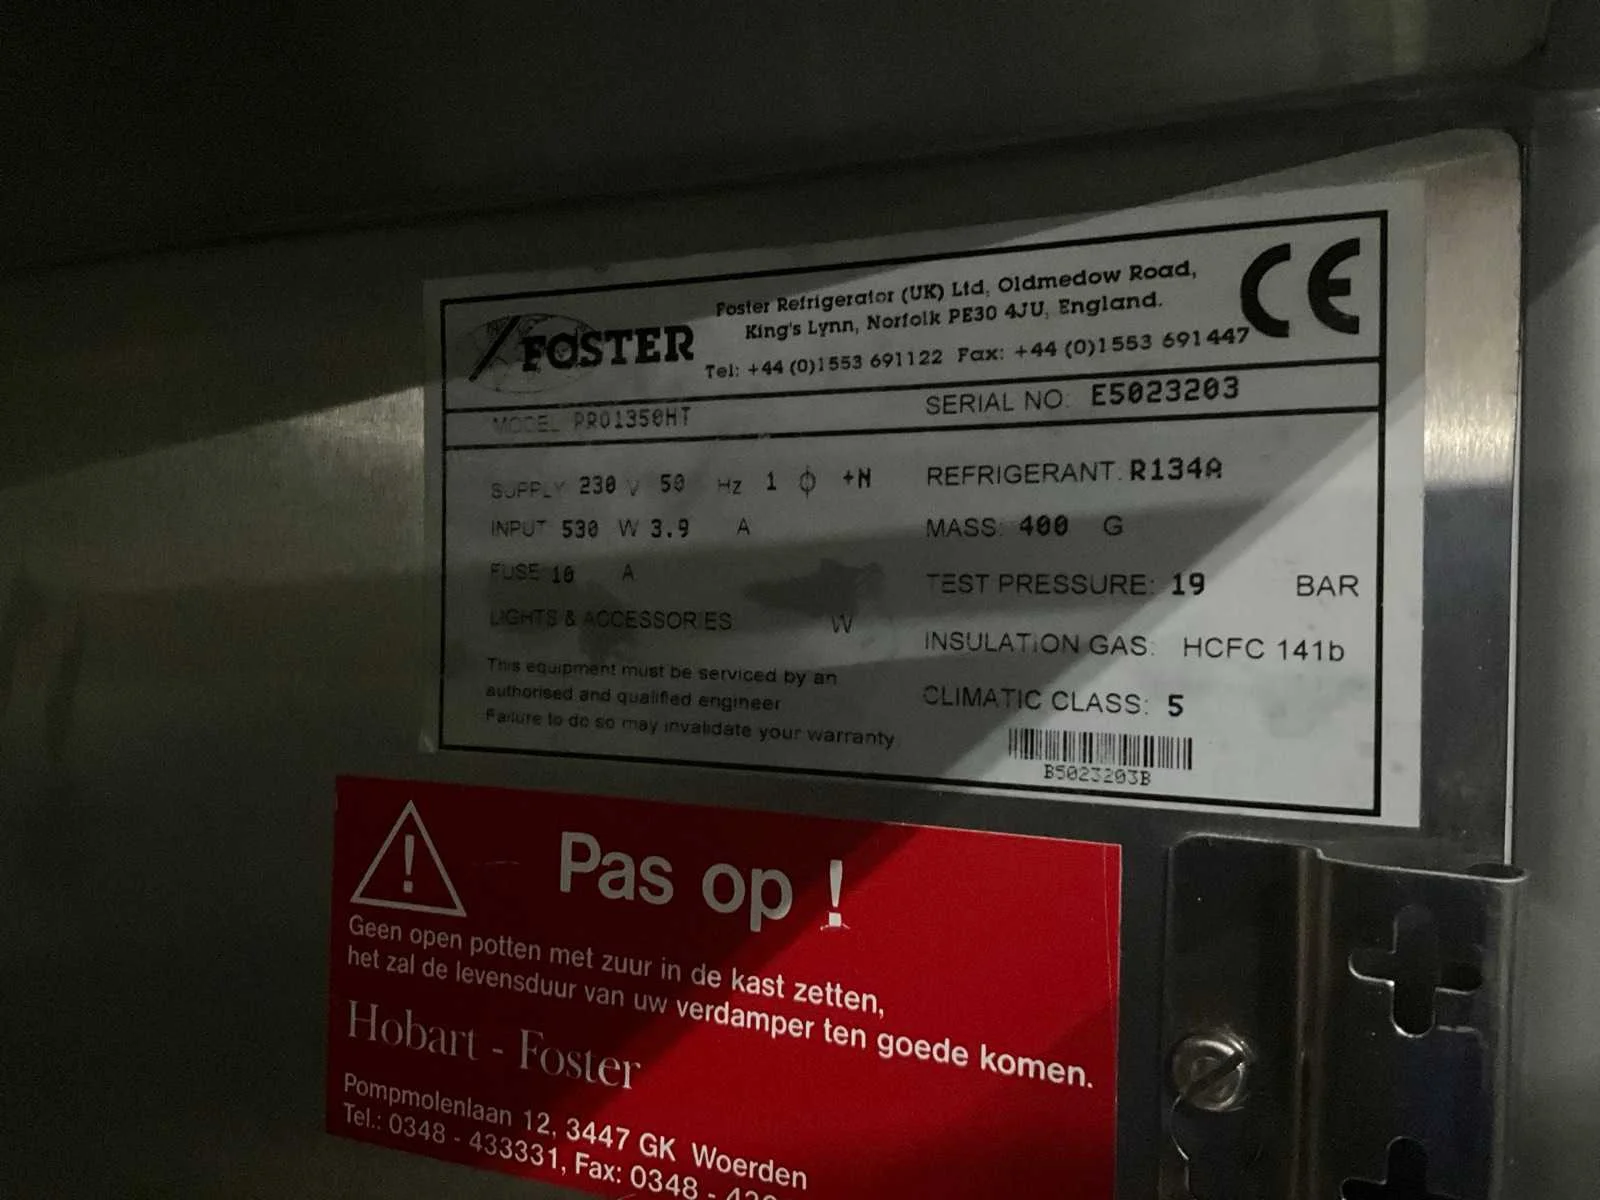 FOSTER
Foster Refrigerator (UK) Ltd, Oldmedow Road,
King's Lynn, Norfolk PE30 4JU, England.
Tel: +44 (0)1553 691122 Fax: +44 (0)1553 691447
CE
MODEL PRO1350HT
SERIAL NO: E5023203
SUPPLY 230 V 50 Hz 1 ϕ +N
INPUT 530 W 3.9 A
FUSE 10 A
LIGHTS & ACCESSORIES W
This equipment must be serviced by an
authorised and qualified engineer
Failure to do so may invalidate your warranty
REFRIGERANT: R134A
MASS: 400 G
TEST PRESSURE: 19 BAR
INSULATION GAS: HCFC 141b
CLIMATIC CLASS: 5
B5023203B
Pas op !
Geen open potten met zuur in de kast zetten,
het zal de levensduur van uw verdamper ten goede komen.
Hobart - Foster
Pompmolenlaan 12, 3447 GK Woerden
Tel.: 0348 - 433331, Fax: 0348 -